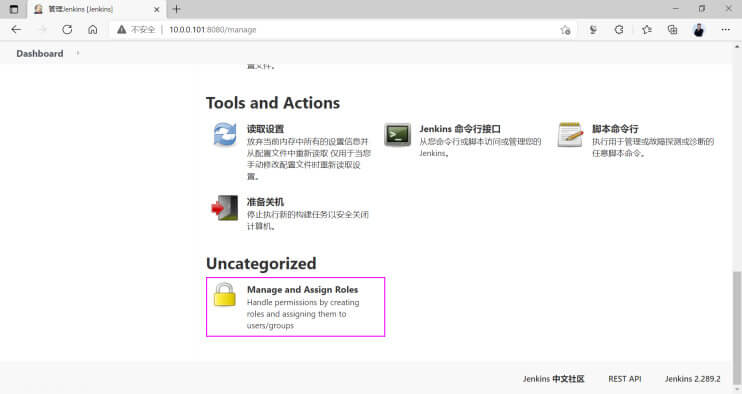 管理Jenkins [Jenkins]
不安全 | 10.0.0.101:8080/manage
Dashboard
置文件。
Tools and Actions
读取设置
放弃当前内存中所有的设置信息并
从配置文件中重新读取 仅用于当您
手动修改配置文件时重新读取设
置。
Jenkins 命令行接口
从您命令行或脚本访问或管理您的
Jenkins。
脚本命令行
执行用于管理或故障探测或诊断的
任意脚本命令。
准备关机
停止执行新的构建任务以安全关闭
计算机。
Uncategorized
Manage and Assign Roles
Handle permissions by creating
roles and assigning them to
users/groups
Jenkins 中文社区
REST API
Jenkins 2.289.2